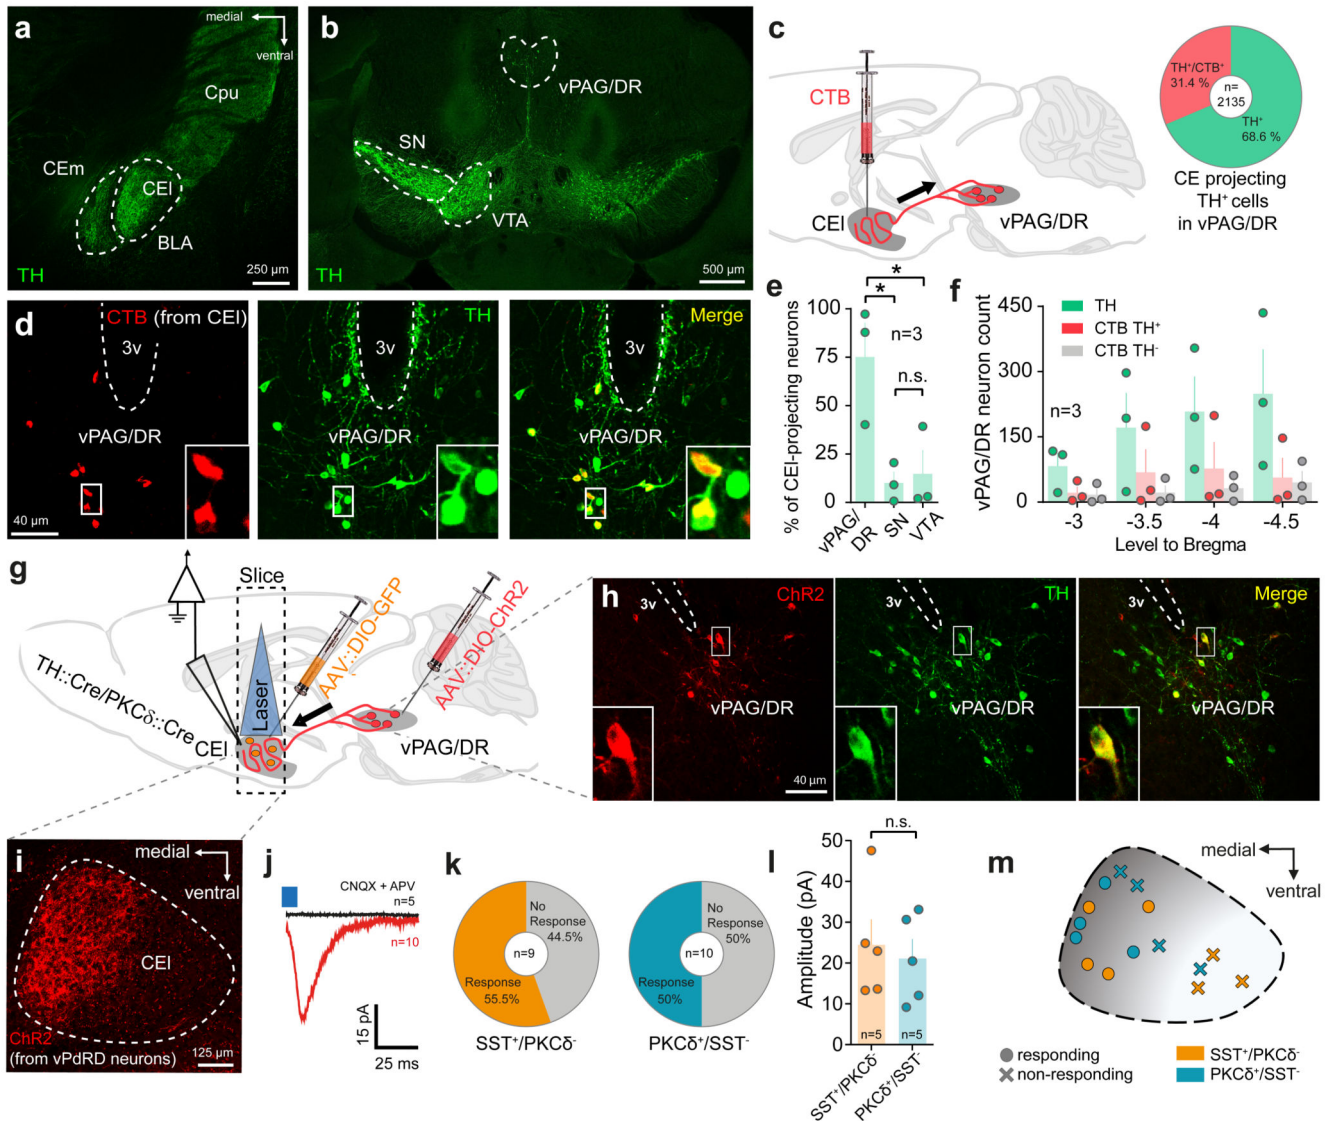 a
medial
ventral
Cpu
CEm
CEl
BLA
TH
250 µm
b
vPAG/DR
SN
VTA
TH
500 µm
c
CTB
CEl
vPAG/DR
TH⁺/CTB⁺
31.4 %
n=
2135
TH⁺
68.6 %
CE projecting
TH⁺ cells
in vPAG/DR
d
CTB (from CEl)
3v
vPAG/DR
40 µm
TH
3v
vPAG/DR
Merge
3v
vPAG/DR
e
% of CEl-projecting neurons
100
75
50
25
0
*
*
n=3
n.s.
vPAG/
DR
SN
VTA
f
vPAG/DR neuron count
450
300
150
0
TH
CTB TH⁺
CTB TH⁻
n=3
-3
-3.5
-4
-4.5
Level to Bregma
g
Slice
TH::Cre/PKCδ::Cre
Laser
AAV::DIO-GFP
AAV::DIO-ChR2
CEl
vPAG/DR
h
ChR2
3v
vPAG/DR
40 µm
TH
3v
vPAG/DR
Merge
3v
vPAG/DR
i
medial
ventral
CEl
ChR2
(from vPdRD neurons)
125 µm
j
CNQX + APV
n=5
n=10
15 pA
25 ms
k
No
Response
44.5%
n=9
Response
55.5%
SST⁺/PKCδ⁻
No
Response
50%
n=10
Response
50%
PKCδ⁺/SST⁻
l
n.s.
Amplitude (pA)
50
40
30
20
10
0
n=5
n=5
SST⁺/PKCδ⁻
PKCδ⁺/SST⁻
m
medial
ventral
responding
non-responding
SST⁺/PKCδ⁻
PKCδ⁺/SST⁻